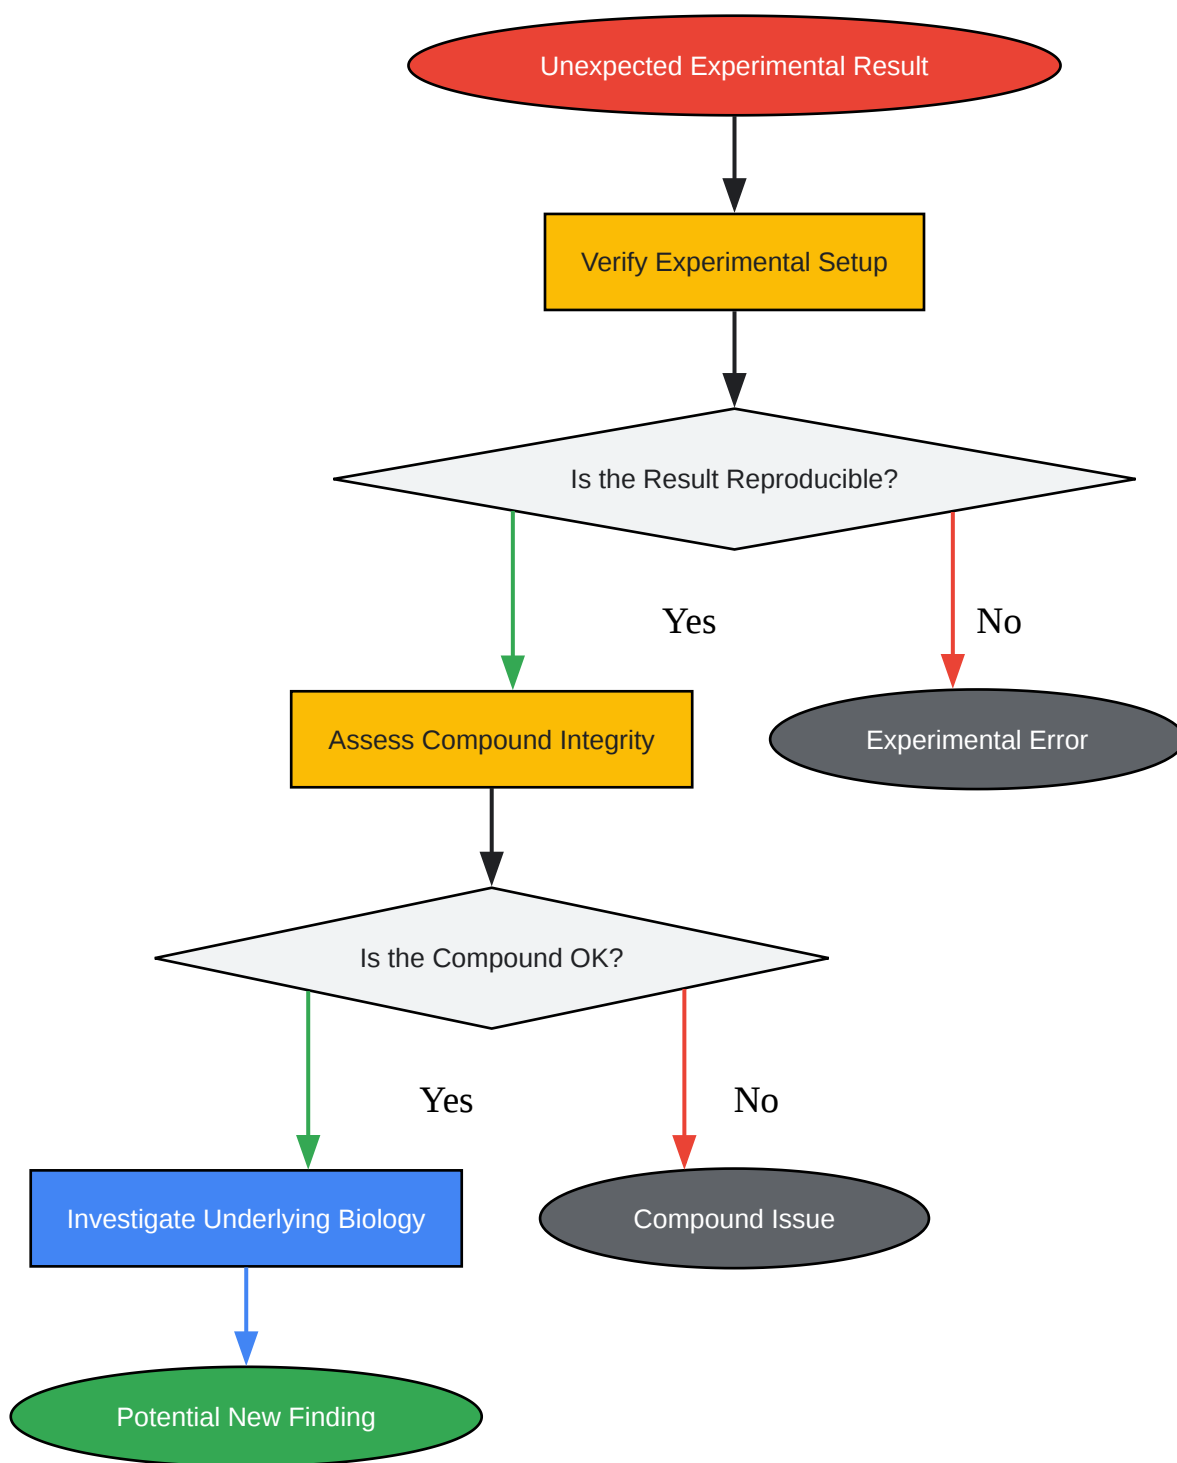 Unexpected Experimental Result
Verify Experimental Setup
Is the Result Reproducible?
Yes
No
Assess Compound Integrity
Experimental Error
Is the Compound OK?
Yes
No
Investigate Underlying Biology
Compound Issue
Potential New Finding